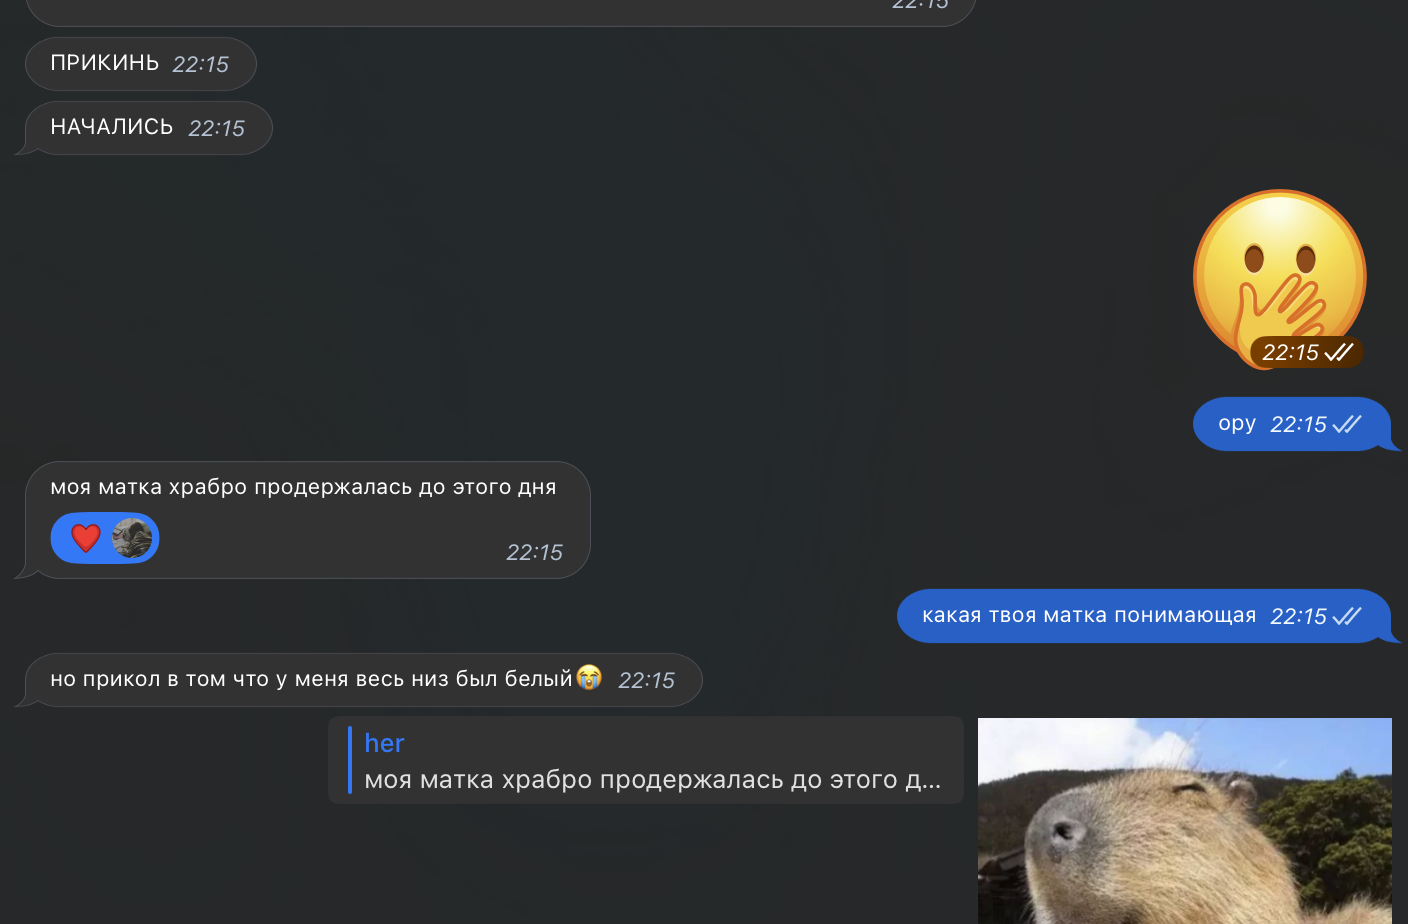 22:15
ПРИКИНЬ 22:15
НАЧАЛИСЬ 22:15
22:15
ору 22:15
моя матка храбро продержалась до этого дня
22:15
какая твоя матка понимающая 22:15
но прикол в том что у меня весь низ был белый😭 22:15
her
моя матка храбро продержалась до этого д...